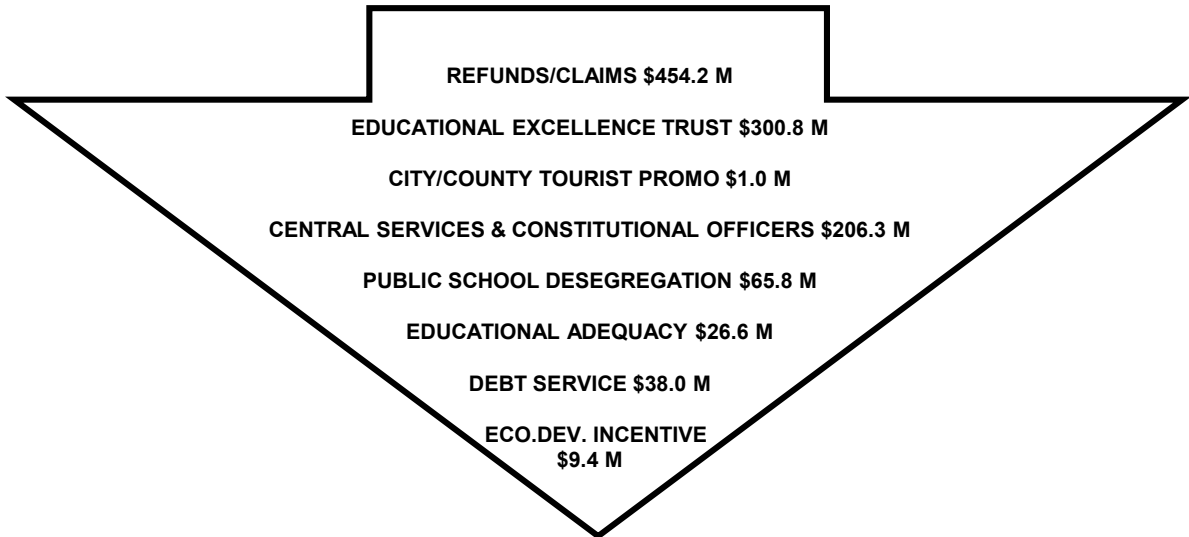 REFUNDS/CLAIMS $454.2 M
EDUCATIONAL EXCELLENCE TRUST $300.8 M
CITY/COUNTY TOURIST PROMO $1.0 M
CENTRAL SERVICES & CONSTITUTIONAL OFFICERS $206.3 M
PUBLIC SCHOOL DESEGREGATION $65.8 M
EDUCATIONAL ADEQUACY $26.6 M
DEBT SERVICE $38.0 M
ECO.DEV. INCENTIVE
$9.4 M